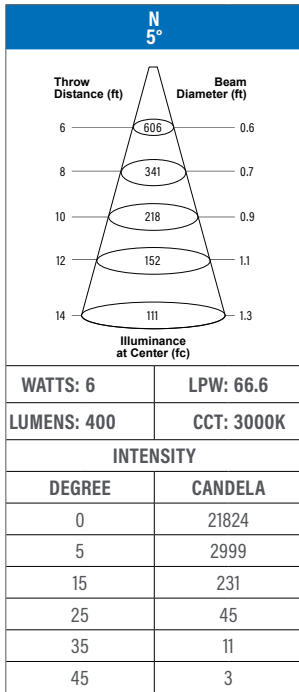 N
5°
Throw Distance (ft)
Beam Diameter (ft)
6 606 0.6
8 341 0.7
10 218 0.9
12 152 1.1
14 111 1.3
Illuminance
at Center (fc)
WATTS: 6 LPW: 66.6
LUMENS: 400 CCT: 3000K
INTENSITY
DEGREE CANDELA
0 21824
5 2999
15 231
25 45
35 11
45 3